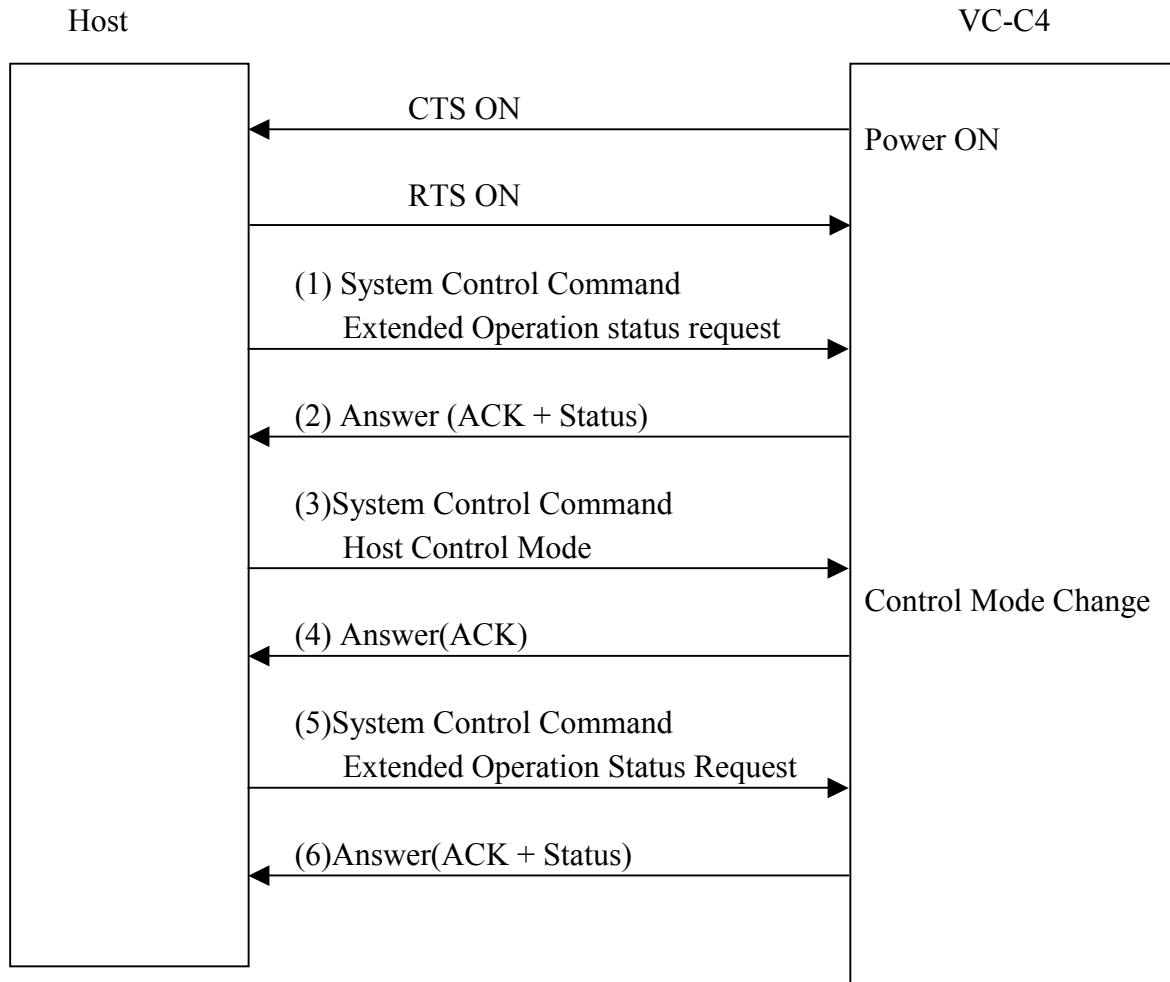 Host
VC-C4
CTS ON
Power ON
RTS ON
(1) System Control Command
Extended Operation status request
(2) Answer (ACK + Status)
(3)System Control Command
Host Control Mode
Control Mode Change
(4) Answer(ACK)
(5)System Control Command
Extended Operation Status Request
(6)Answer(ACK + Status)